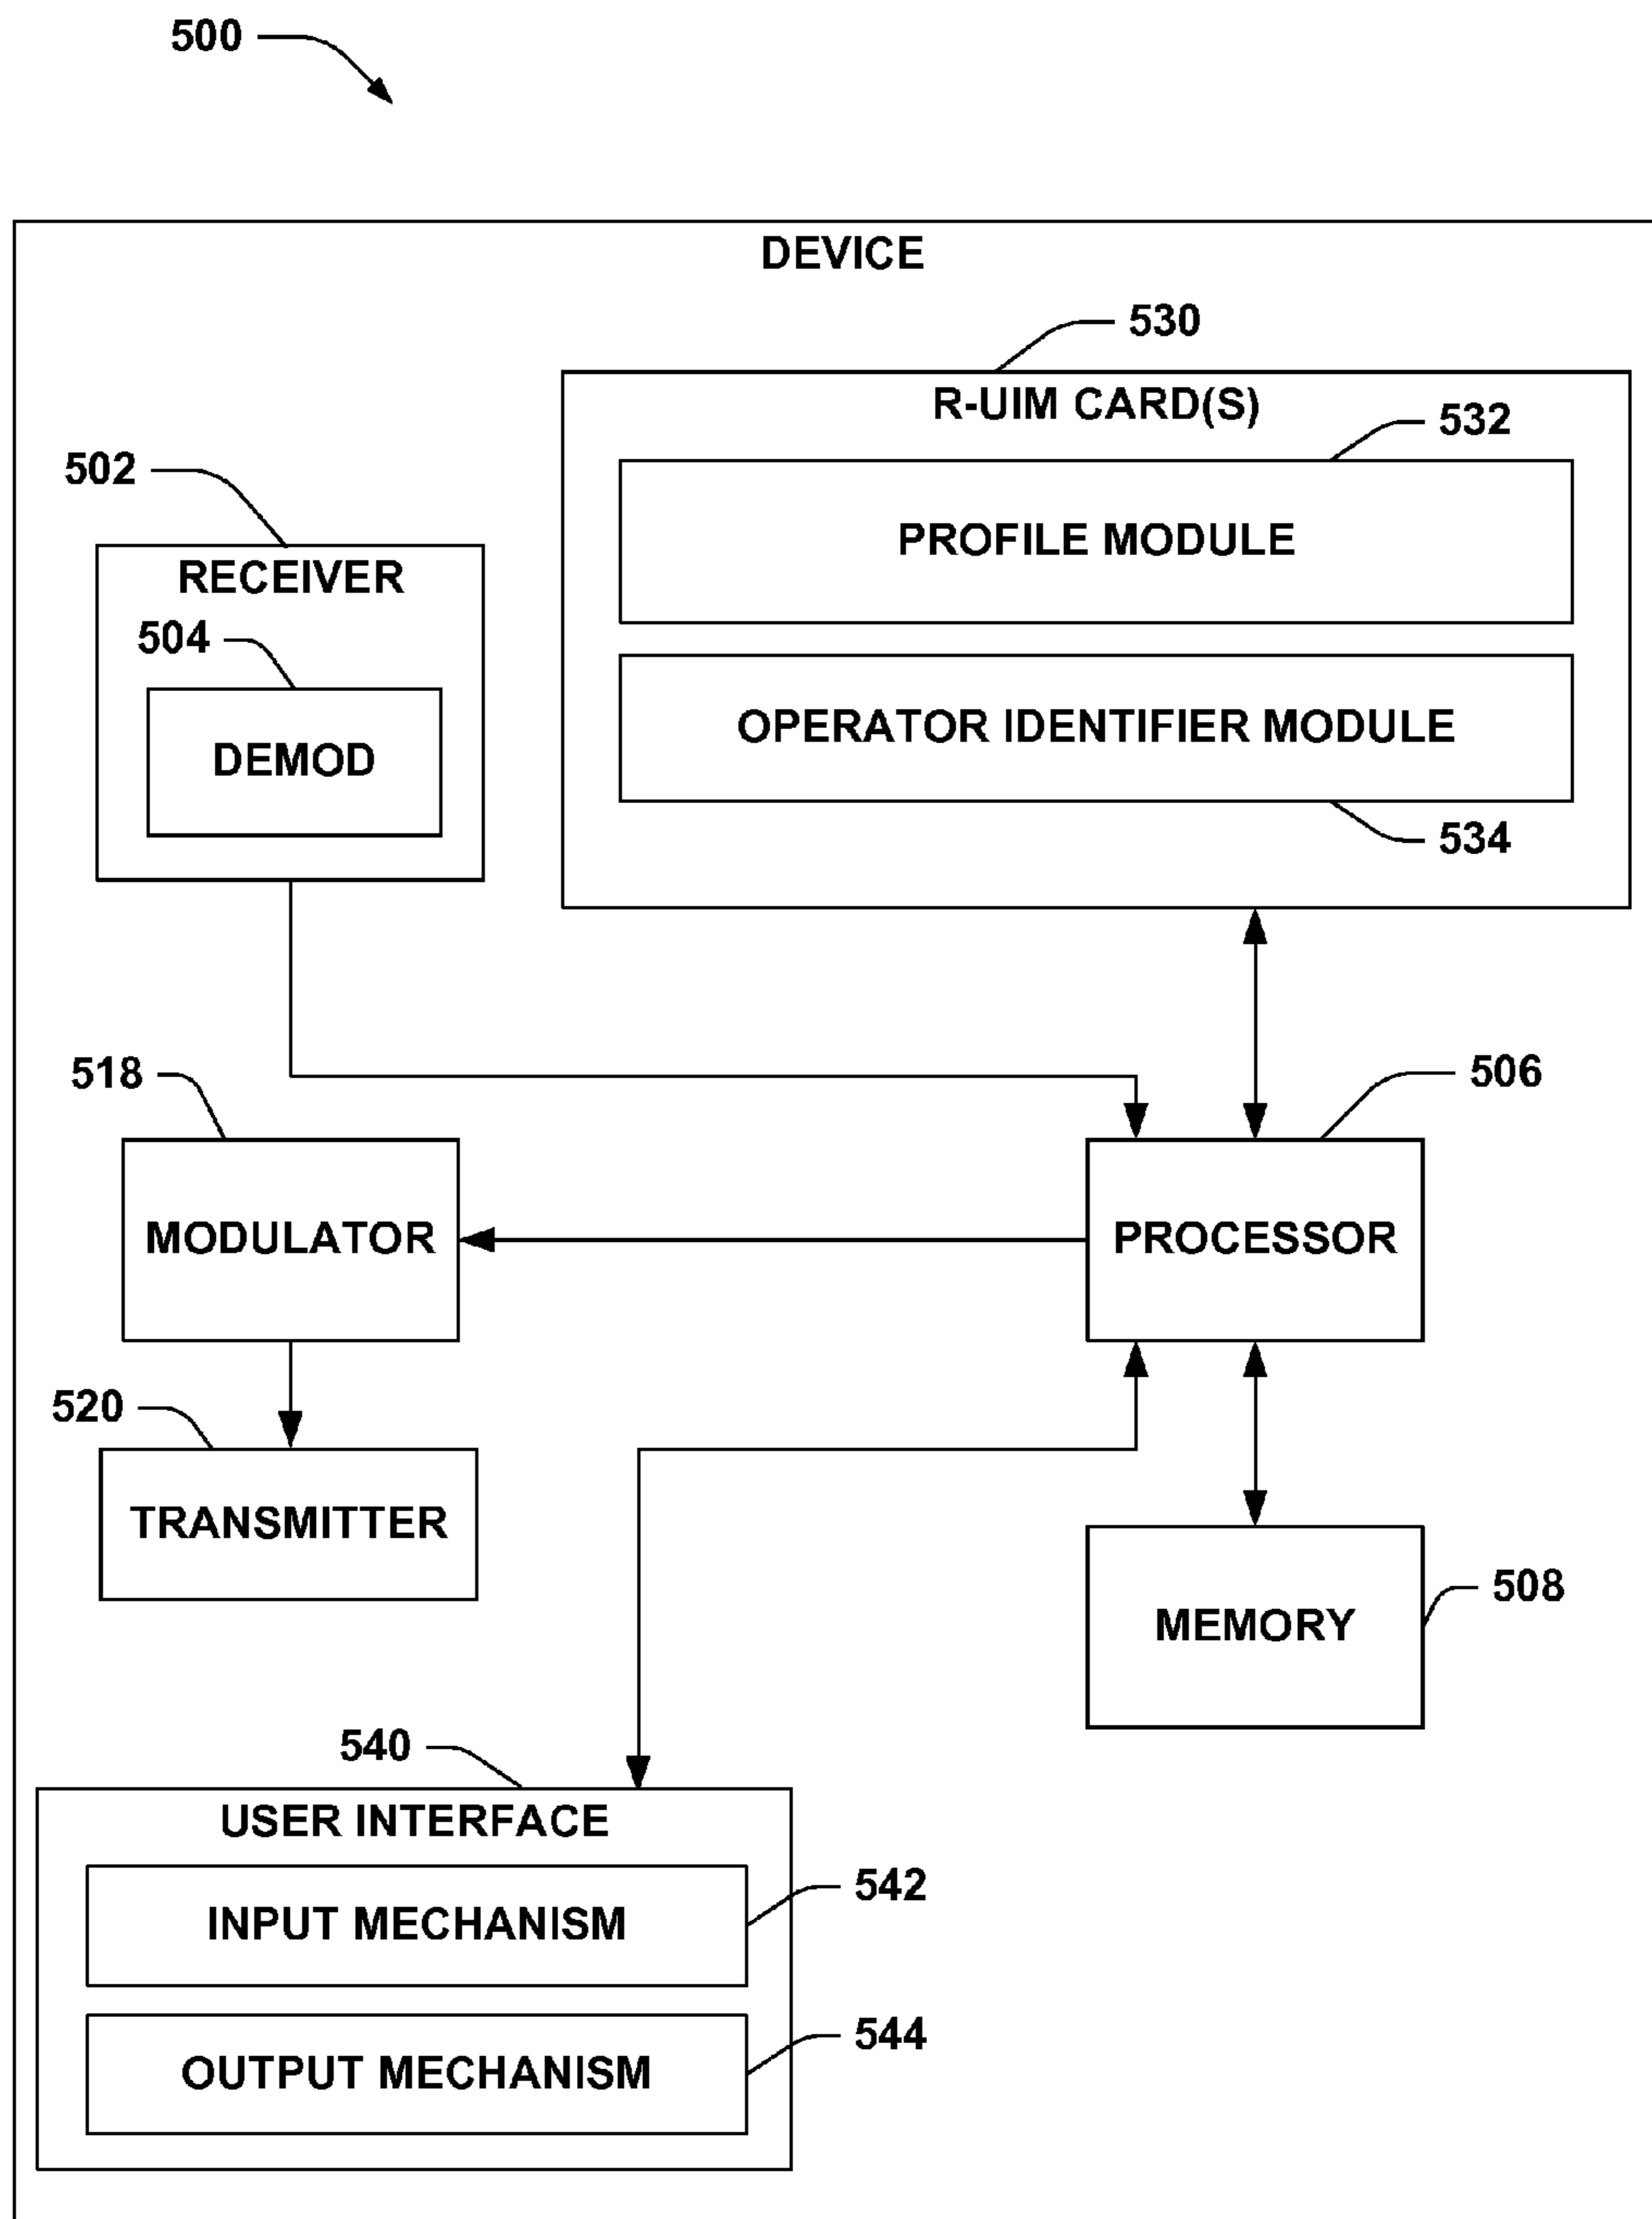 500
DEVICE
530
R-UIM CARD(S)
532
PROFILE MODULE
502
RECEIVER
504
DEMOD
OPERATOR IDENTIFIER MODULE
534
518
506
MODULATOR
PROCESSOR
520
TRANSMITTER
508
MEMORY
540
USER INTERFACE
542
INPUT MECHANISM
544
OUTPUT MECHANISM